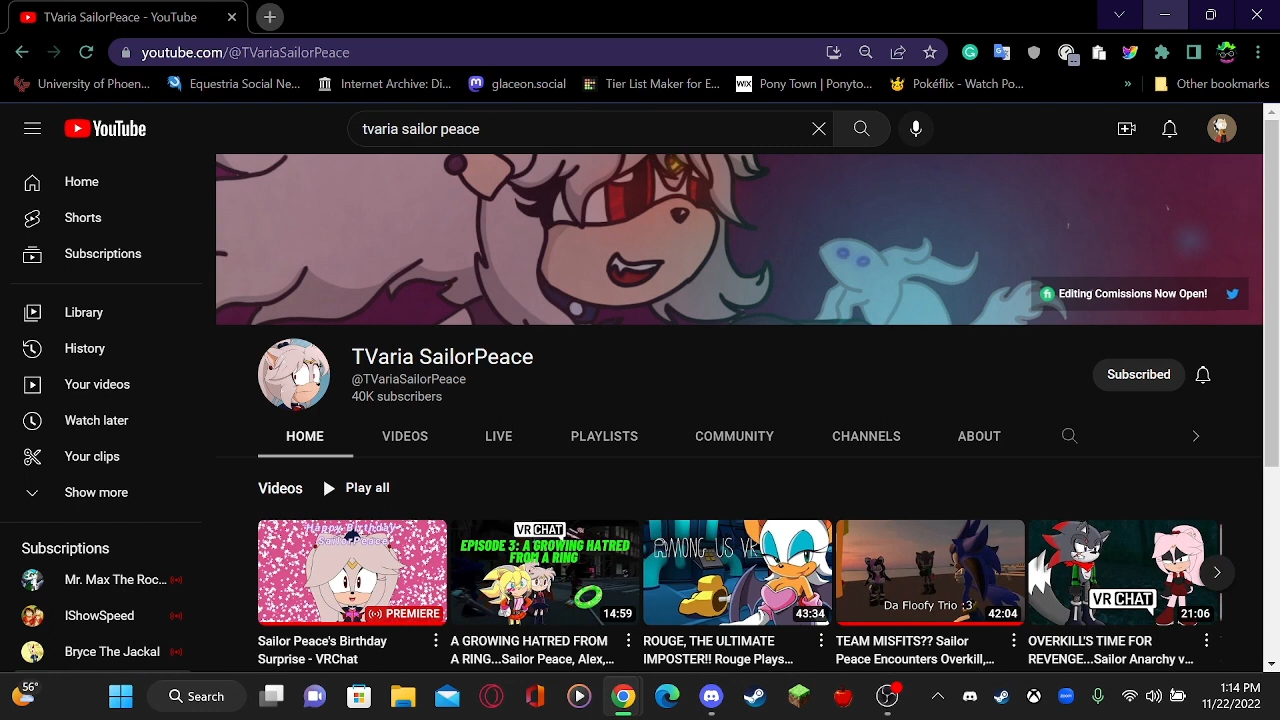 TVaria SailorPeace - YouTube
youtube.com/@TVariaSailorPeace
University of Phoen...
Equestria Social Ne...
Internet Archive: Di...
glaceon.social
Tier List Maker for E...
WiX
Pony Town | Ponyto...
Pokéflix - Watch Po...
»
Other bookmarks
YouTube
tvaria sailor peace
Home
Shorts
Subscriptions
Library
History
Your videos
Watch later
Your clips
Show more
Subscriptions
Mr. Max The Roc...
IShowSpeed
Bryce The Jackal
Editing Comissions Now Open!
TVaria SailorPeace
@TVariaSailorPeace
40K subscribers
Subscribed
HOME
VIDEOS
LIVE
PLAYLISTS
COMMUNITY
CHANNELS
ABOUT
Videos
Play all
Happy Birthday
SailorPeace!
PREMIERE
Sailor Peace's Birthday
Surprise - VRChat
VRCHAT
EPISODE 3: A GROWING HATRED
FROM A RING
14:59
A GROWING HATRED FROM
A RING...Sailor Peace, Alex,...
AMONG US VR
43:34
ROUGE, THE ULTIMATE
IMPOSTER!! Rouge Plays...
Da Floofy Trio :3
42:04
TEAM MISFITS?? Sailor
Peace Encounters Overkill,...
VRCHAT
21:06
OVERKILL'S TIME FOR
REVENGE...Sailor Anarchy v...
56°
Search
zoom
1:14 PM
11/22/2022